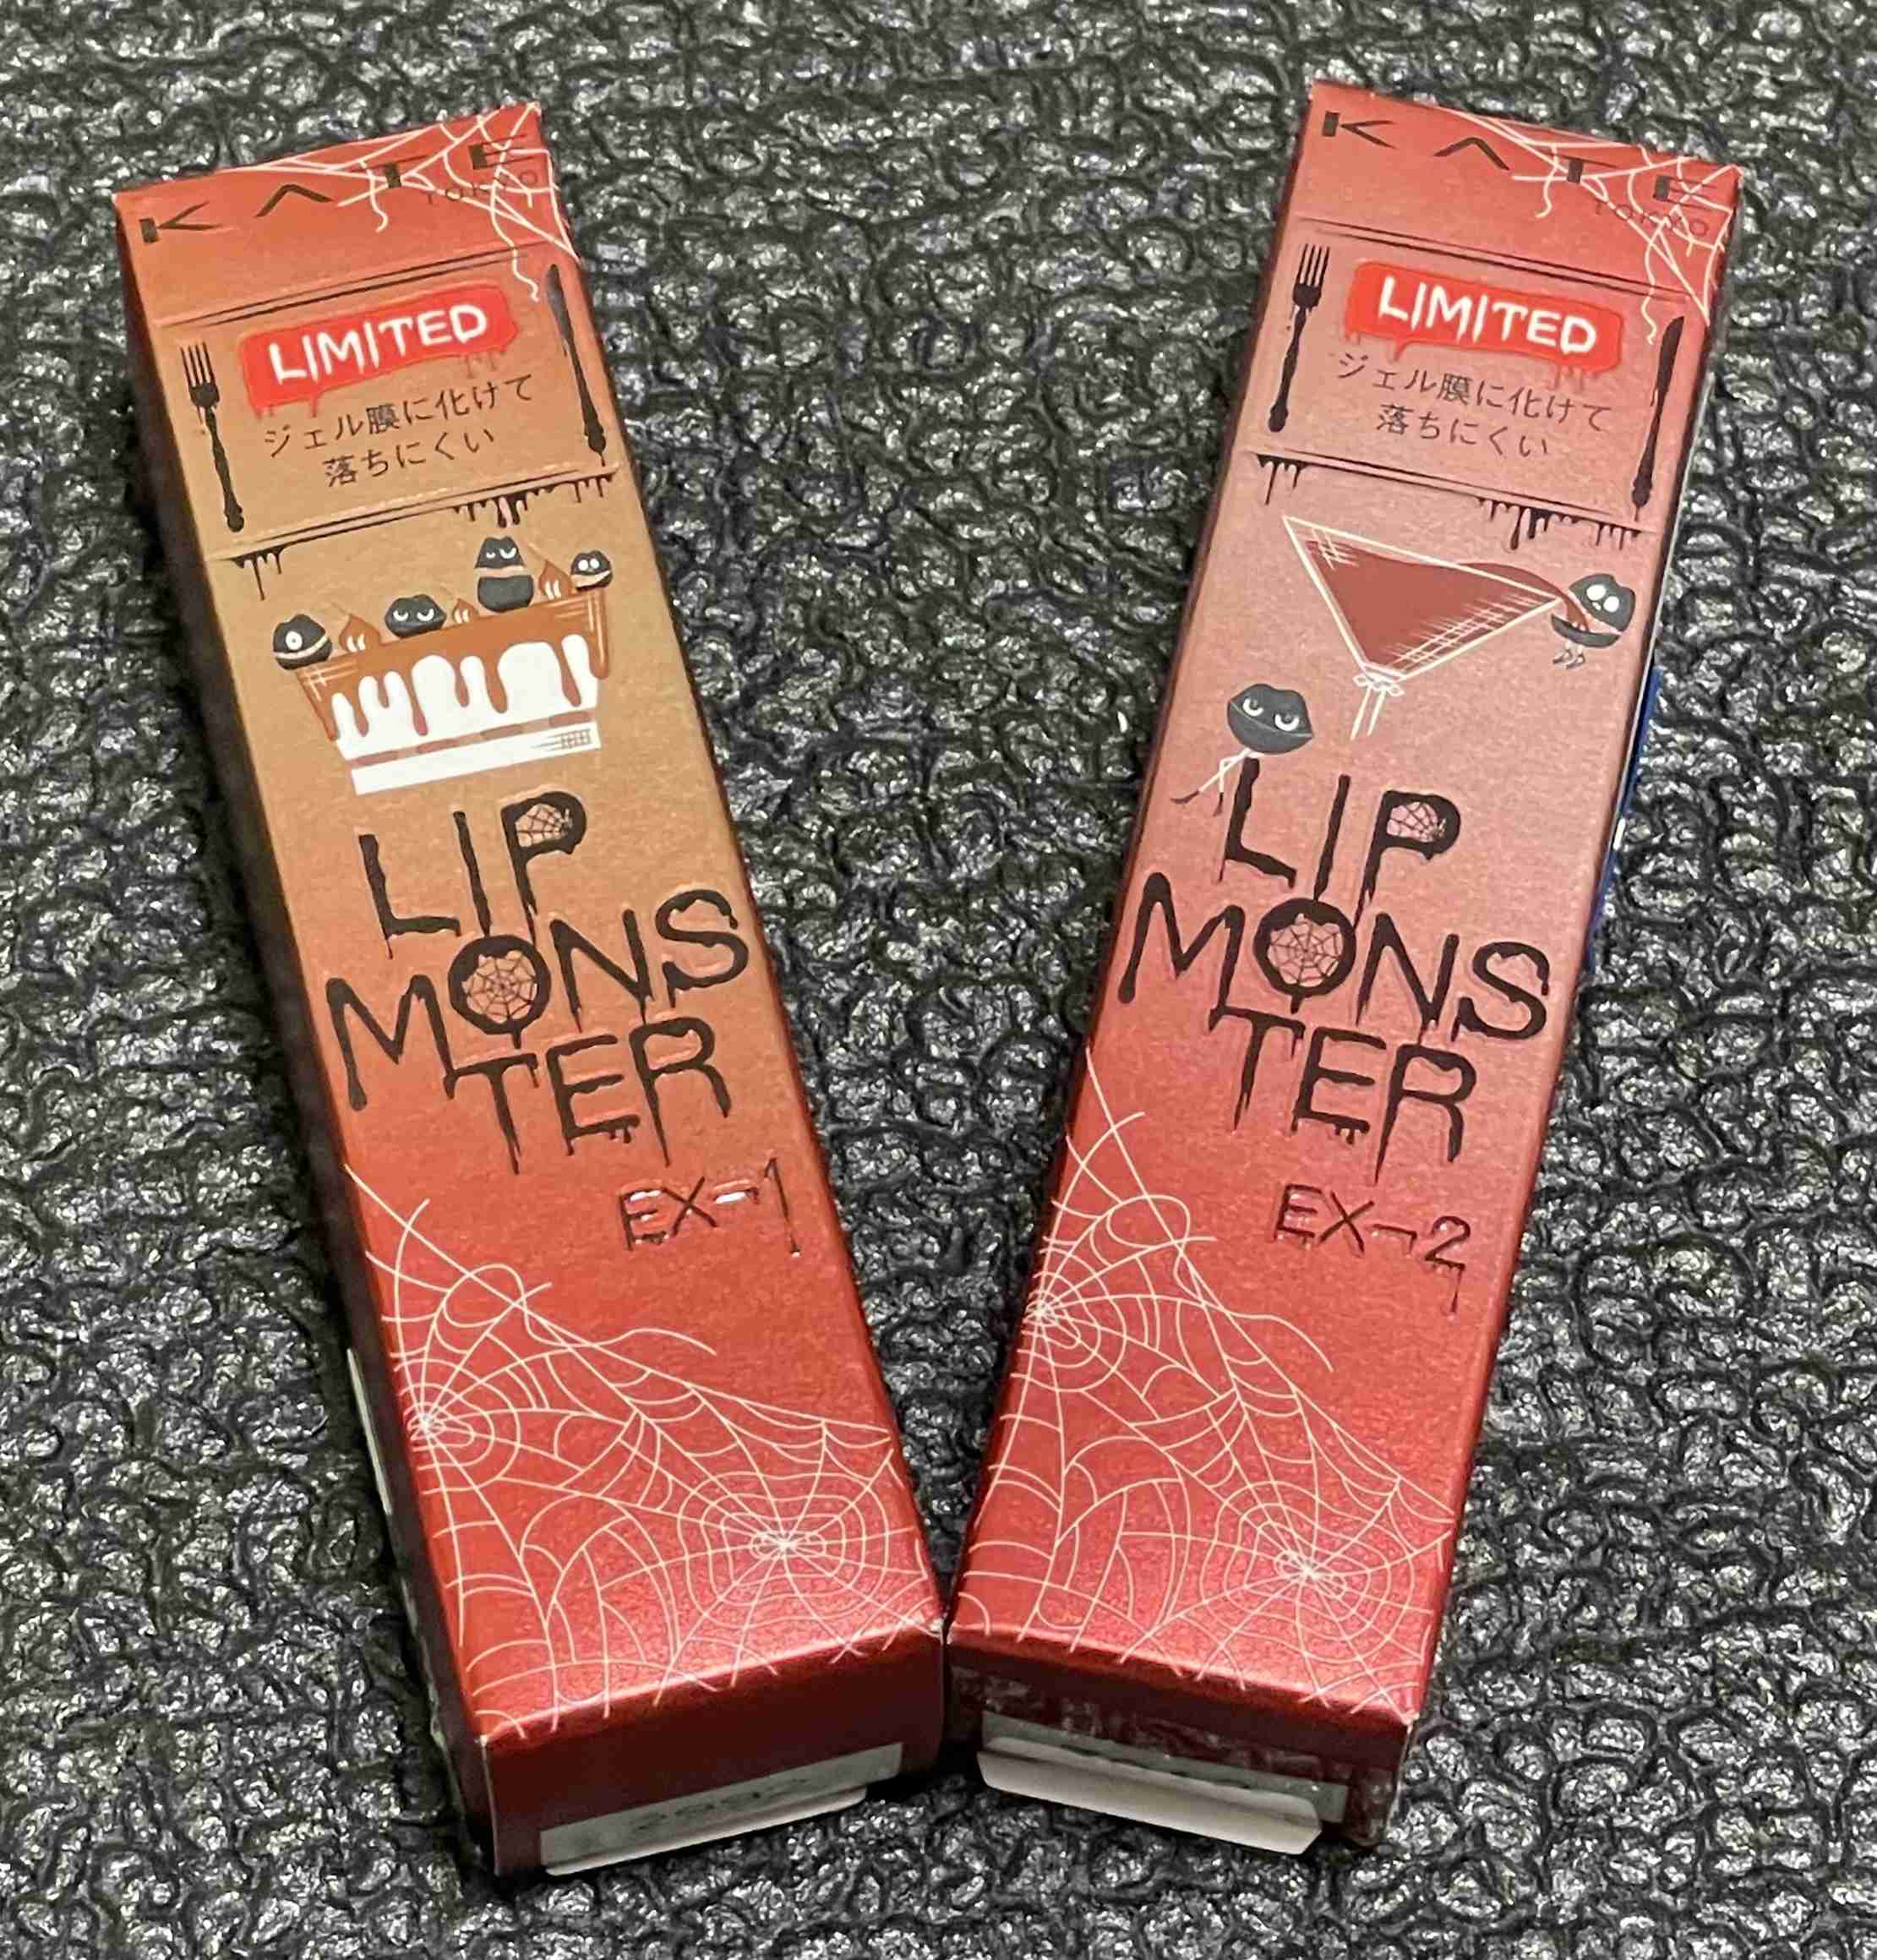 KATE
TOKYO
LIMITED
ジェル膜に化けて
落ちにくい
LIP
MONS
TER
EX-1
KATE
TOKYO
LIMITED
ジェル膜に化けて
落ちにくい
LIP
MONS
TER
EX-2